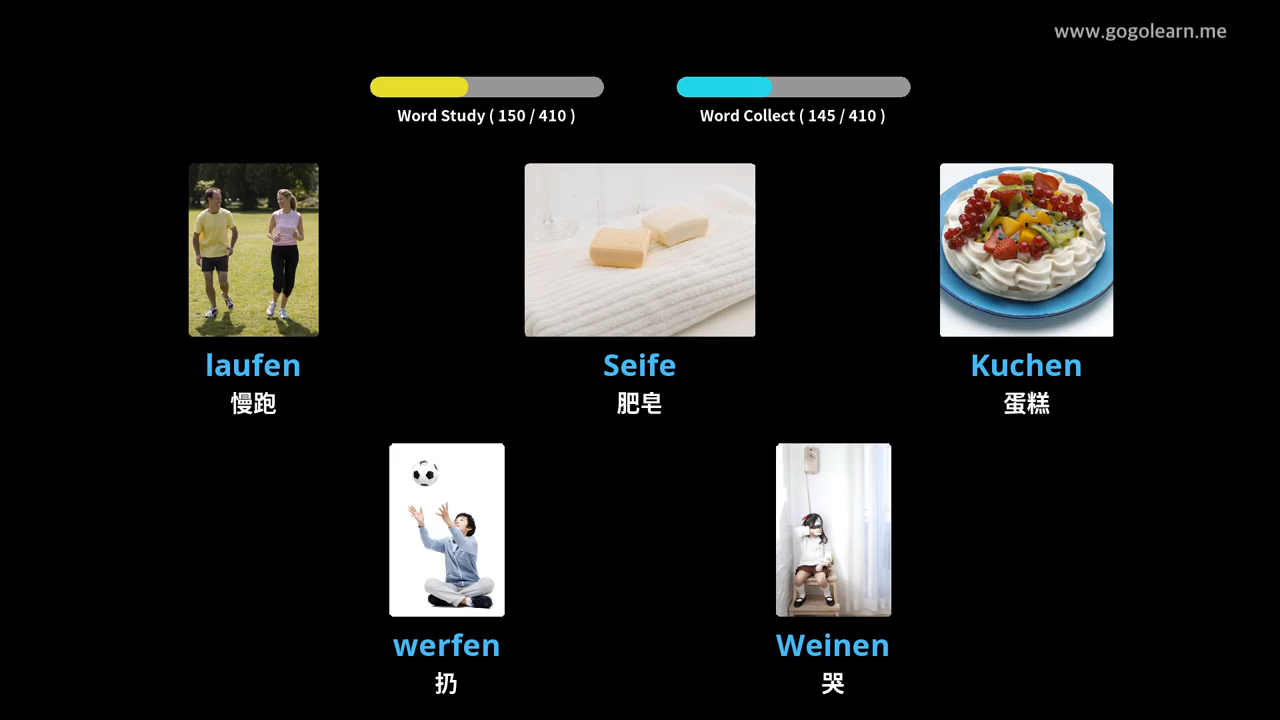 www.gogolearn.me
Word Study ( 150 / 410 )
Word Collect ( 145 / 410 )
laufen
慢跑
Seife
肥皂
Kuchen
蛋糕
werfen
扔
Weinen
哭